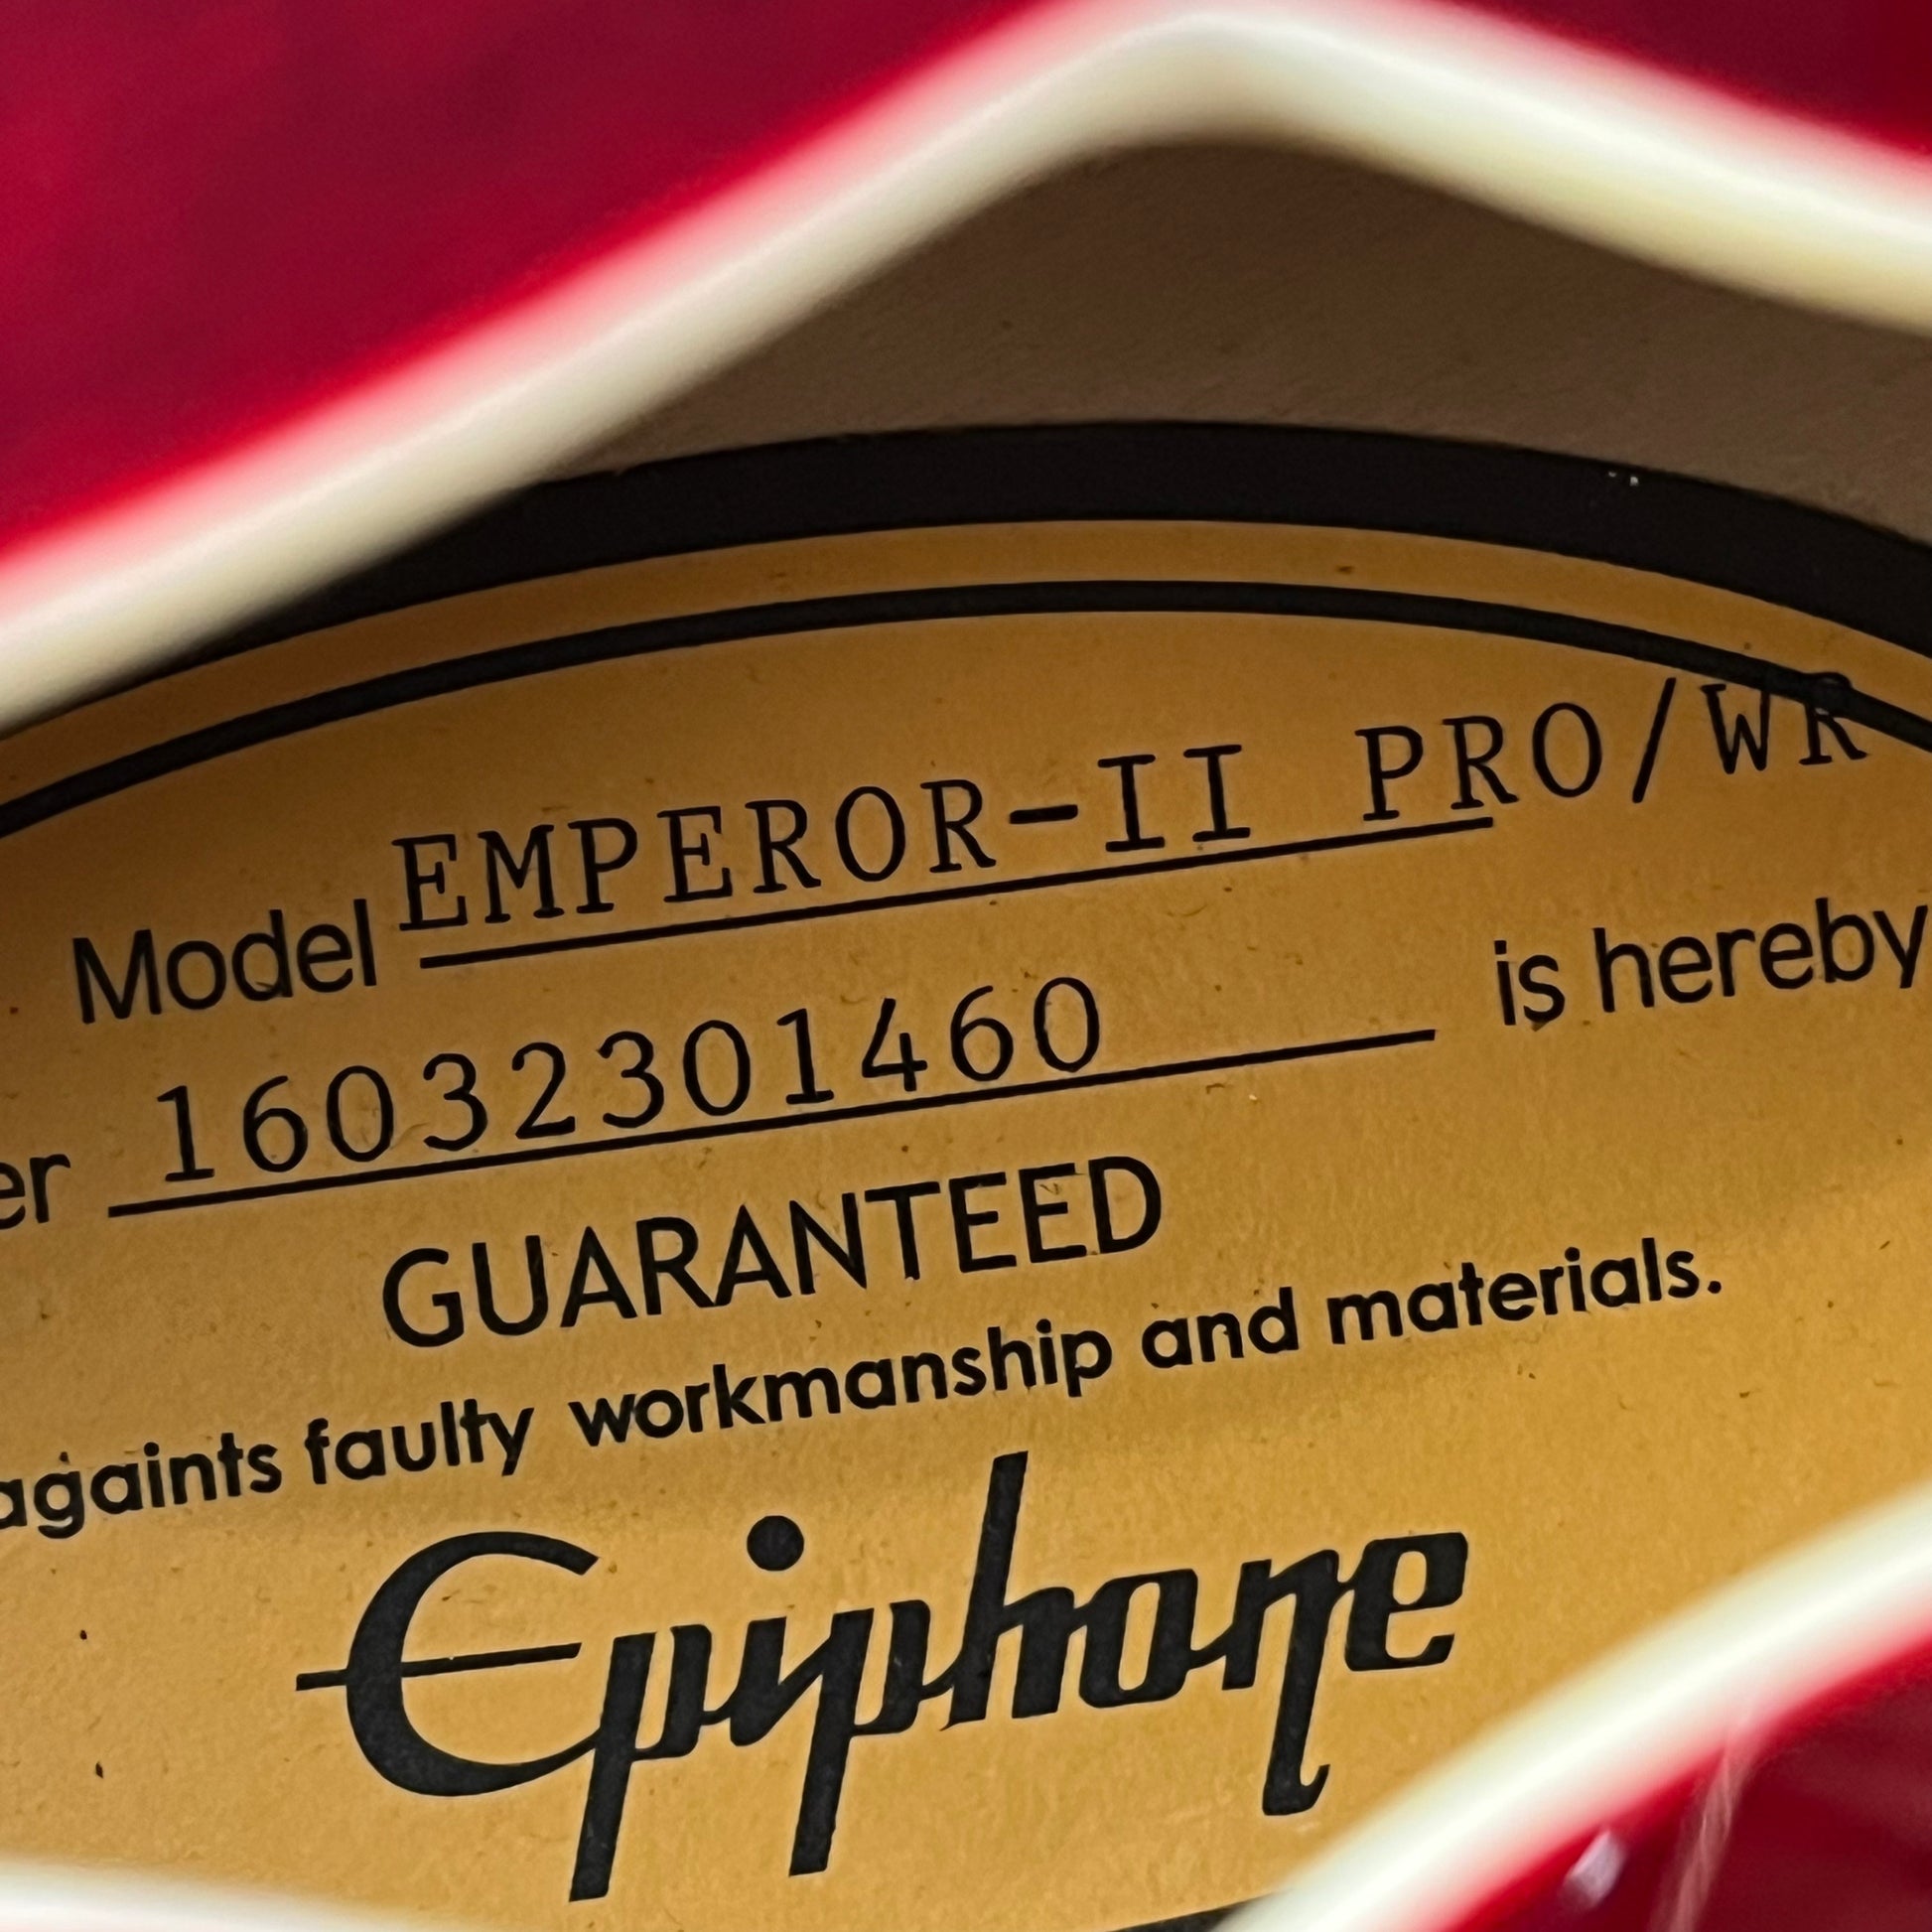 Model EMPEROR-II PRO/WR
er 16032301460 is hereby
GUARANTEED
againts faulty workmanship and materials.
Epiphone